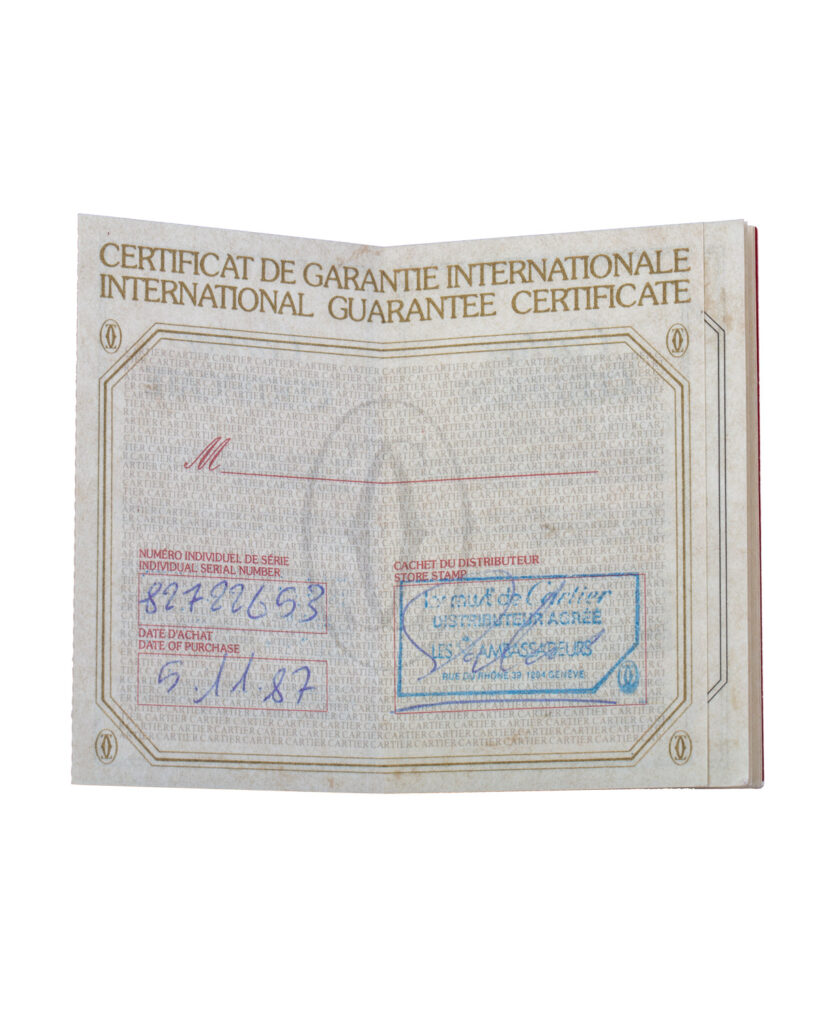 CERTIFICAT DE GARANTIE INTERNATIONALE
INTERNATIONAL GUARANTEE CERTIFICATE
M
NUMÉRO INDIVIDUEL DE SÉRIE
INDIVIDUAL SERIAL NUMBER
82722653
DATE D'ACHAT
DATE OF PURCHASE
5.11.87
CACHET DU DISTRIBUTEUR
STORE STAMP
les must de Cartier
DISTRIBUTEUR AGRÉÉ
LES AMBASSADEURS
RUE DU RHÔNE 39, 1204 GENÈVE